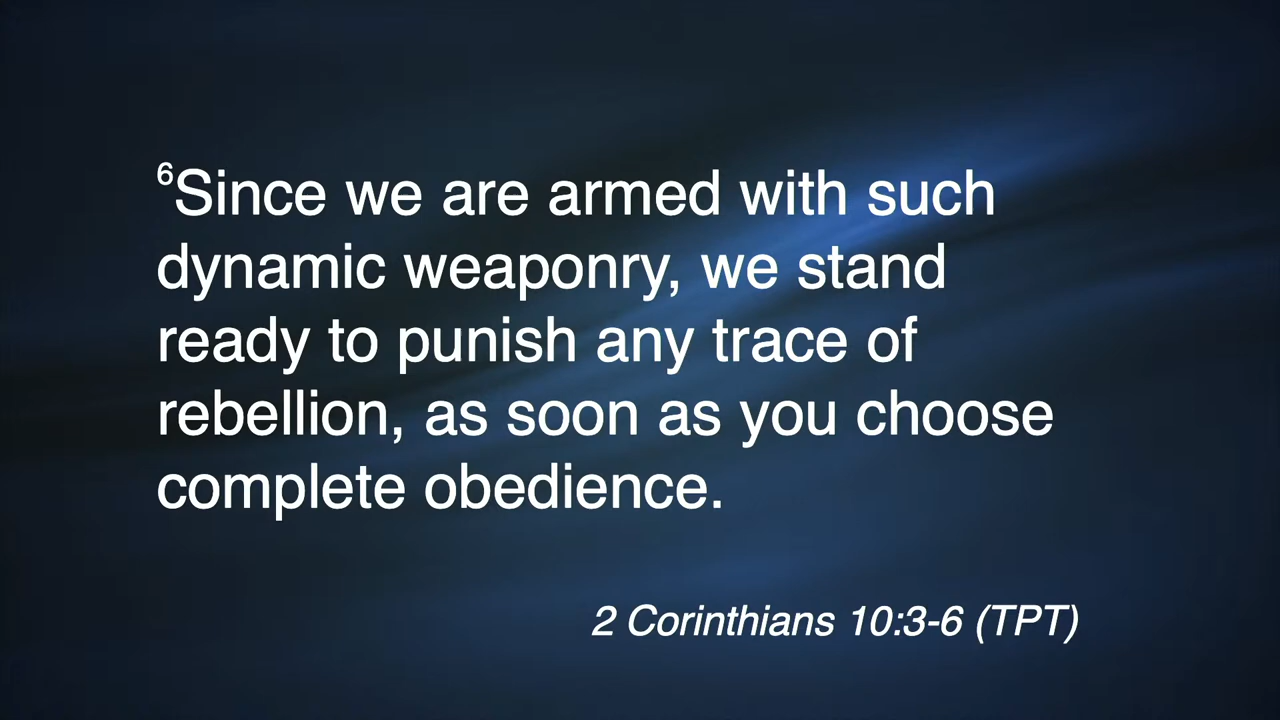 ⁶Since we are armed with such
dynamic weaponry, we stand
ready to punish any trace of
rebellion, as soon as you choose
complete obedience.
2 Corinthians 10:3-6 (TPT)